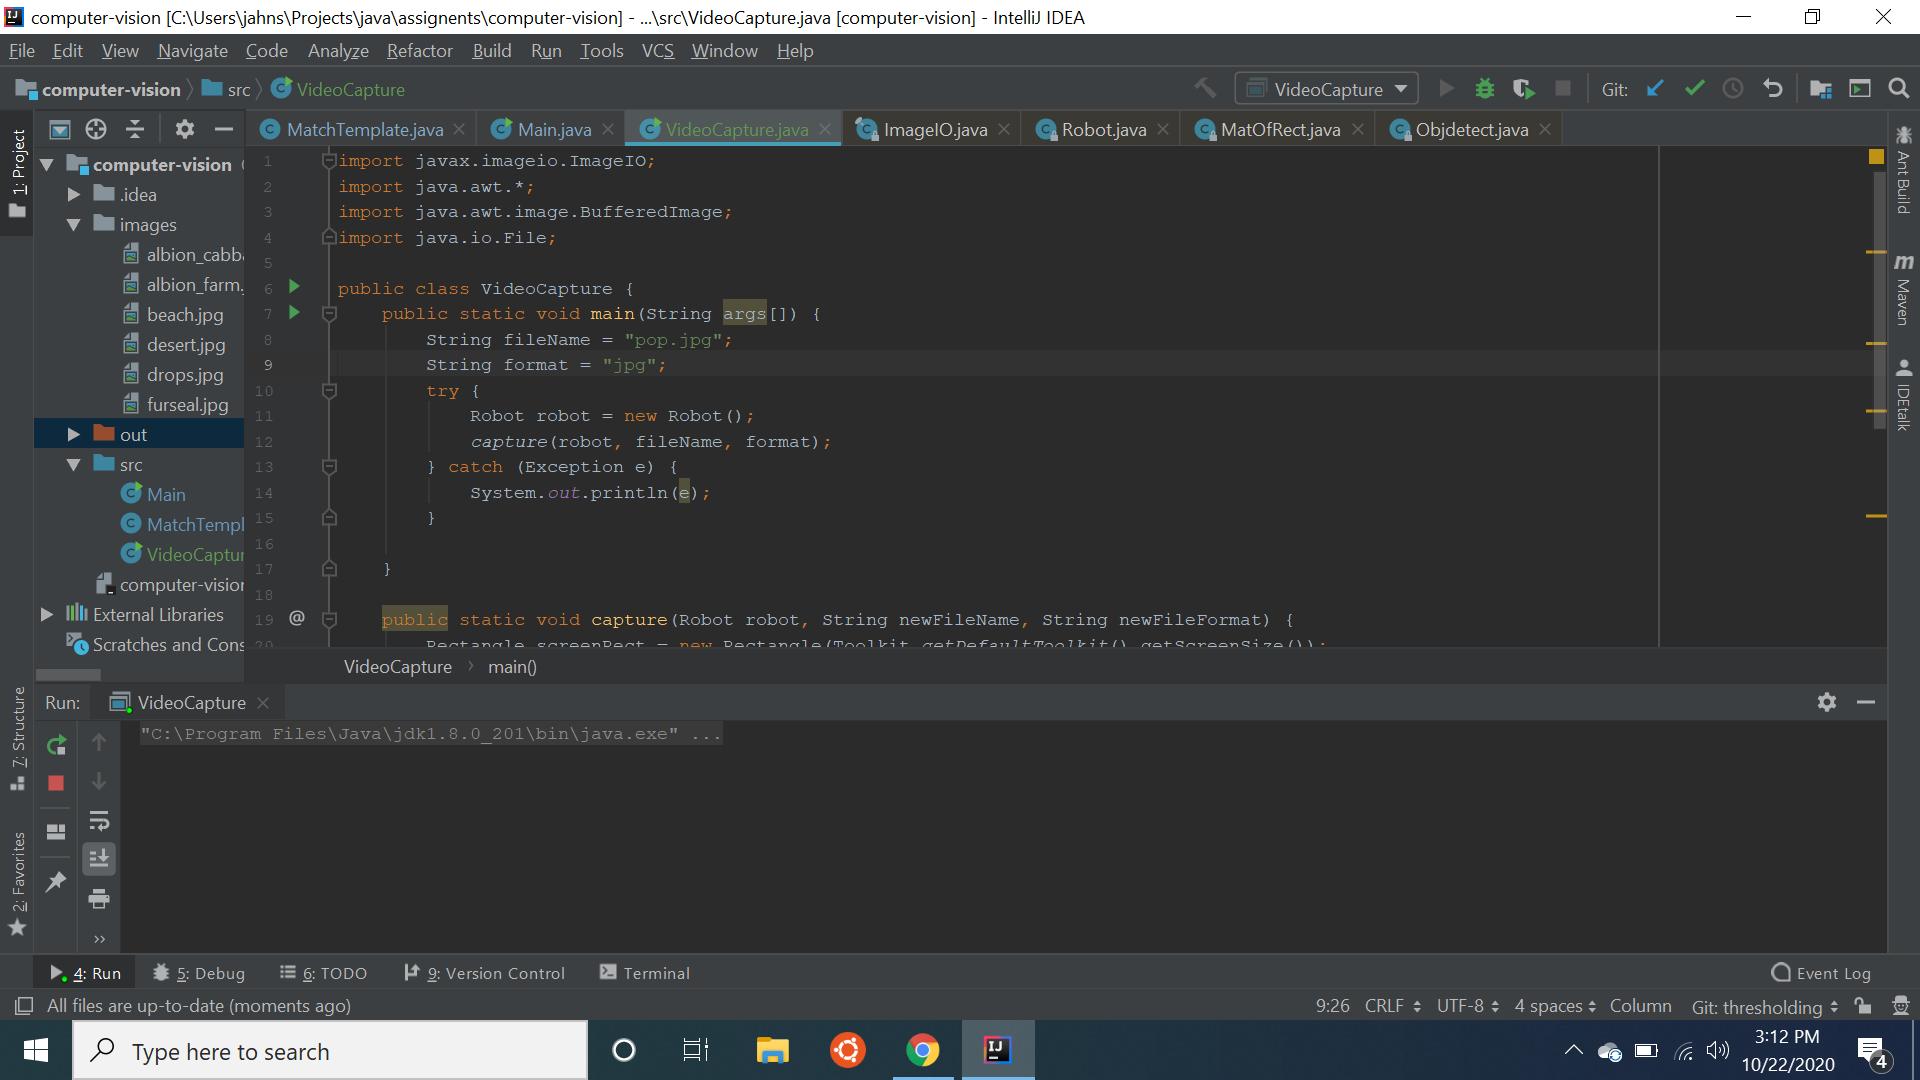 computer-vision [C:\Users\jahns\Projects\java\assignents\computer-vision] - ...\src\VideoCapture.java [computer-vision] - IntelliJ IDEA
File Edit View Navigate Code Analyze Refactor Build Run Tools VCS Window Help
computer-vision src VideoCapture
VideoCapture
Git:
1: Project
MatchTemplate.java Main.java VideoCapture.java ImageIO.java Robot.java MatOfRect.java Objdetect.java
computer-vision
.idea
images
albion_cabb
albion_farm.
beach.jpg
desert.jpg
drops.jpg
furseal.jpg
out
src
Main
MatchTempl
VideoCaptur
computer-vision
External Libraries
Scratches and Cons
1 import javax.imageio.ImageIO;
2 import java.awt.*;
3 import java.awt.image.BufferedImage;
4 import java.io.File;
5
6 public class VideoCapture {
7 public static void main(String args[]) {
8 String fileName = "pop.jpg";
9 String format = "jpg";
10 try {
11 Robot robot = new Robot();
12 capture(robot, fileName, format);
13 } catch (Exception e) {
14 System.out.println(e);
15 }
16
17 }
18
19 @ public static void capture(Robot robot, String newFileName, String newFileFormat) {
20 Rectangle screenRect = new Rectangle(Toolkit.getDefaultToolkit().getScreenSize());
Ant Build
m Maven
IDEtalk
VideoCapture > main()
Run: VideoCapture
"C:\Program Files\Java\jdk1.8.0_201\bin\java.exe" ...
7: Structure
2: Favorites
4: Run 5: Debug 6: TODO 9: Version Control Terminal Event Log
All files are up-to-date (moments ago) 9:26 CRLF UTF-8 4 spaces Column Git: thresholding
Type here to search
3:12 PM
10/22/2020
4